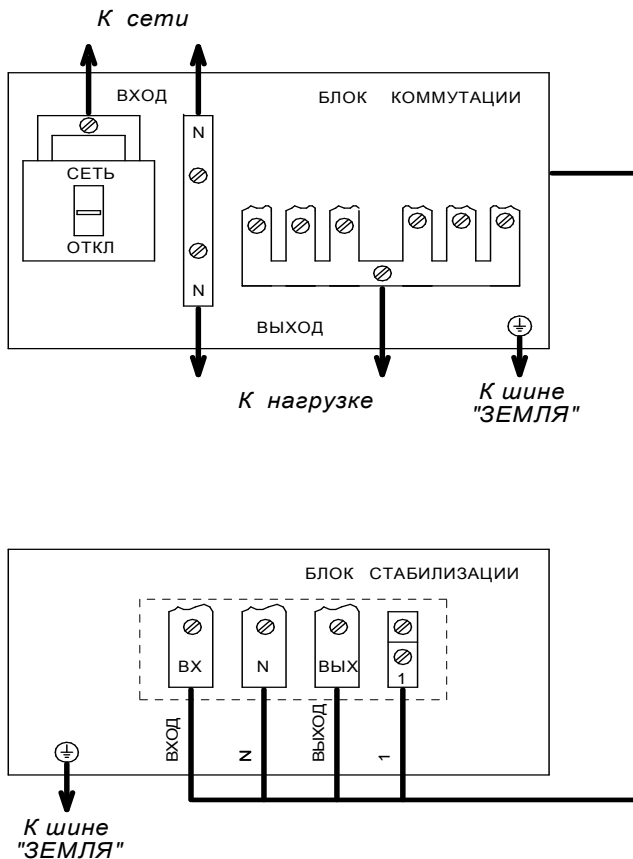 К сети
ВХОД
БЛОК КОММУТАЦИИ
N
СЕТЬ
ОТКЛ
N
ВЫХОД
К нагрузке
К шине
"ЗЕМЛЯ"
БЛОК СТАБИЛИЗАЦИИ
ВХ
N
ВЫХ
1
ВХОД
N
ВЫХОД
1
К шине
"ЗЕМЛЯ"